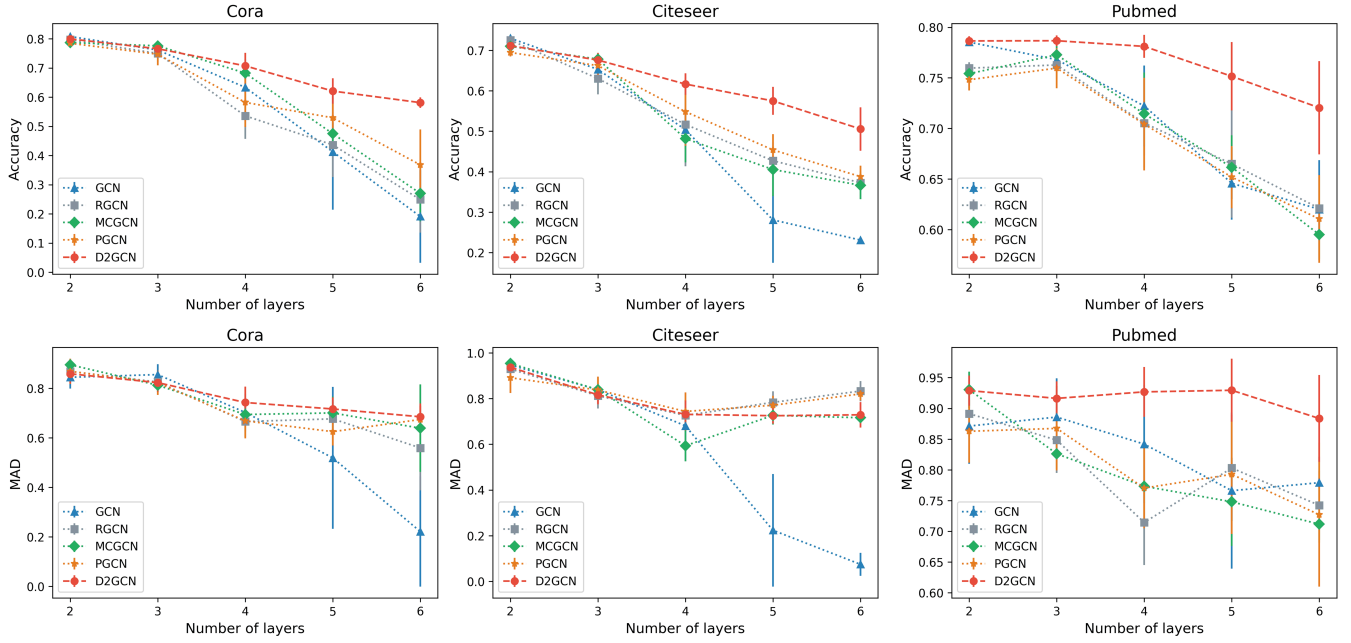 Cora
Accuracy
0.8
0.7
0.6
0.5
0.4
0.3
0.2
0.1
0.0
GCN
RGCN
MCGCN
PGCN
D2GCN
2 3 4 5 6
Number of layers
Citeseer
Accuracy
0.7
0.6
0.5
0.4
0.3
0.2
GCN
RGCN
MCGCN
PGCN
D2GCN
2 3 4 5 6
Number of layers
Pubmed
Accuracy
0.80
0.75
0.70
0.65
0.60
GCN
RGCN
MCGCN
PGCN
D2GCN
2 3 4 5 6
Number of layers
Cora
MAD
0.8
0.6
0.4
0.2
0.0
GCN
RGCN
MCGCN
PGCN
D2GCN
2 3 4 5 6
Number of layers
Citeseer
MAD
1.0
0.8
0.6
0.4
0.2
0.0
GCN
RGCN
MCGCN
PGCN
D2GCN
2 3 4 5 6
Number of layers
Pubmed
MAD
0.95
0.90
0.85
0.80
0.75
0.70
0.65
0.60
GCN
RGCN
MCGCN
PGCN
D2GCN
2 3 4 5 6
Number of layers